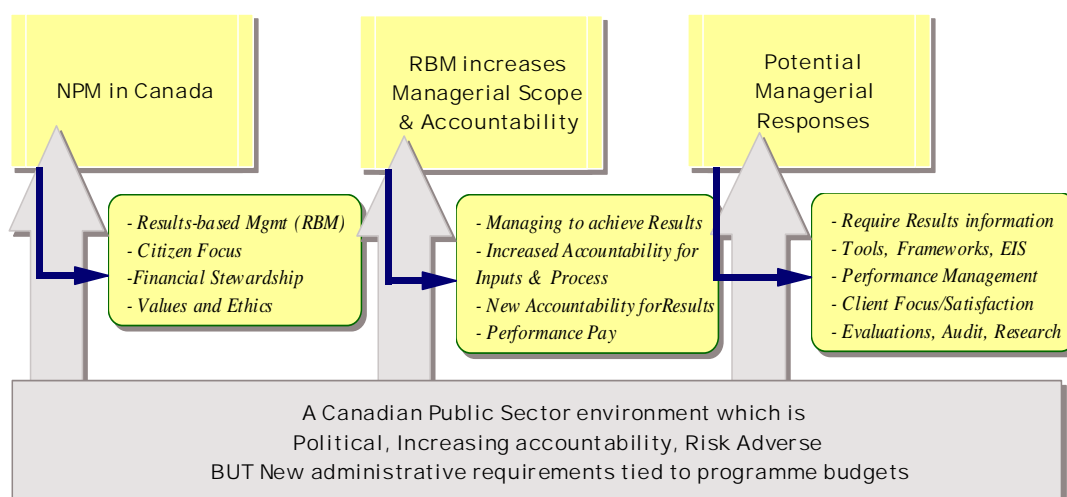 NPM in Canada
RBM increases
Managerial Scope
& Accountability
Potential
Managerial
Responses
- Results-based Mgmt (RBM)
- Citizen Focus
-Financial Stewardship
- Values and Ethics
- Managing to achieve Results
- Increased Accountability for
Inputs & Process
- New Accountability forResults
- Performance Pay
- Require Results information
- Tools, Frameworks, EIS
- Performance Management
- Client Focus/Satisfaction
- Evaluations, Audit, Research
A Canadian Public Sector environment which is
Political, Increasing accountability, Risk Adverse
BUT New administrative requirements tied to programme budgets